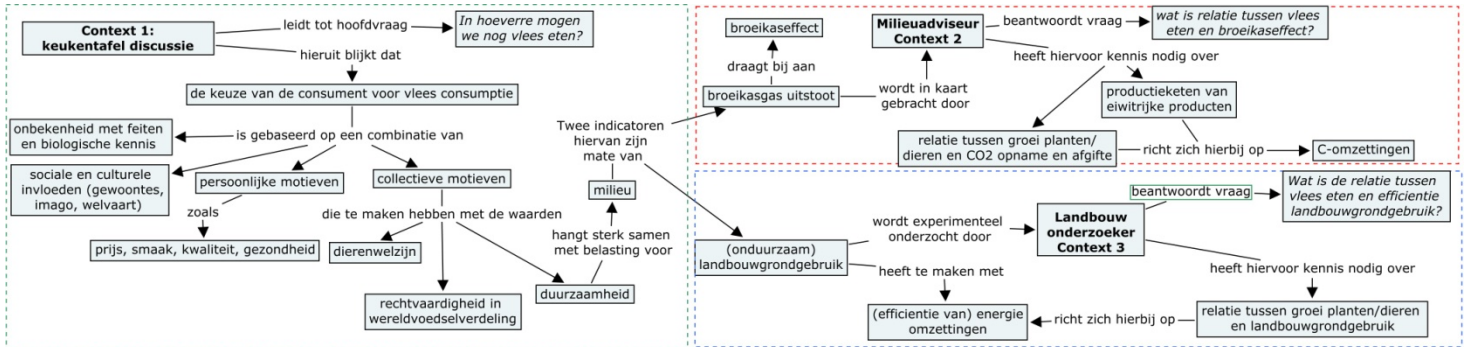 Context 1:
keukentafel discussie
leidt tot hoofdvraag
In hoeverre mogen
we nog vlees eten?
hieruit blijkt dat
de keuze van de consument voor vlees consumptie
is gebaseerd op een combinatie van
onbekenheid met feiten
en biologische kennis
sociale en culturele
invloeden (gewoontes,
imago, welvaart)
persoonlijke motieven
collectieve motieven
zoals
prijs, smaak, kwaliteit, gezondheid
die te maken hebben met de waarden
dierenwelzijn
rechtvaardigheid in
wereldvoedselverdeling
duurzaamheid
hangt sterk samen
met belasting voor
milieu
Twee indicatoren
hiervan zijn
mate van
broeikaseffect
draagt bij aan
broeikasgas uitstoot
wordt in kaart
gebracht door
Milieuadviseur
Context 2
beantwoordt vraag
wat is relatie tussen vlees
eten en broeikaseffect?
heeft hiervoor kennis nodig over
productieketen van
eiwitrijke producten
relatie tussen groei planten/
dieren en CO2 opname en afgifte
richt zich hierbij op
C-omzettingen
(onduurzaam)
landbouwgrondgebruik
wordt experimenteel
onderzocht door
Landbouw
onderzoeker
Context 3
beantwoordt vraag
Wat is de relatie tussen
vlees eten en efficientie
landbouwgrondgebruik?
heeft hiervoor kennis nodig over
heeft te maken met
(efficientie van) energie
omzettingen
richt zich hierbij op
relatie tussen groei planten/dieren
en landbouwgrondgebruik